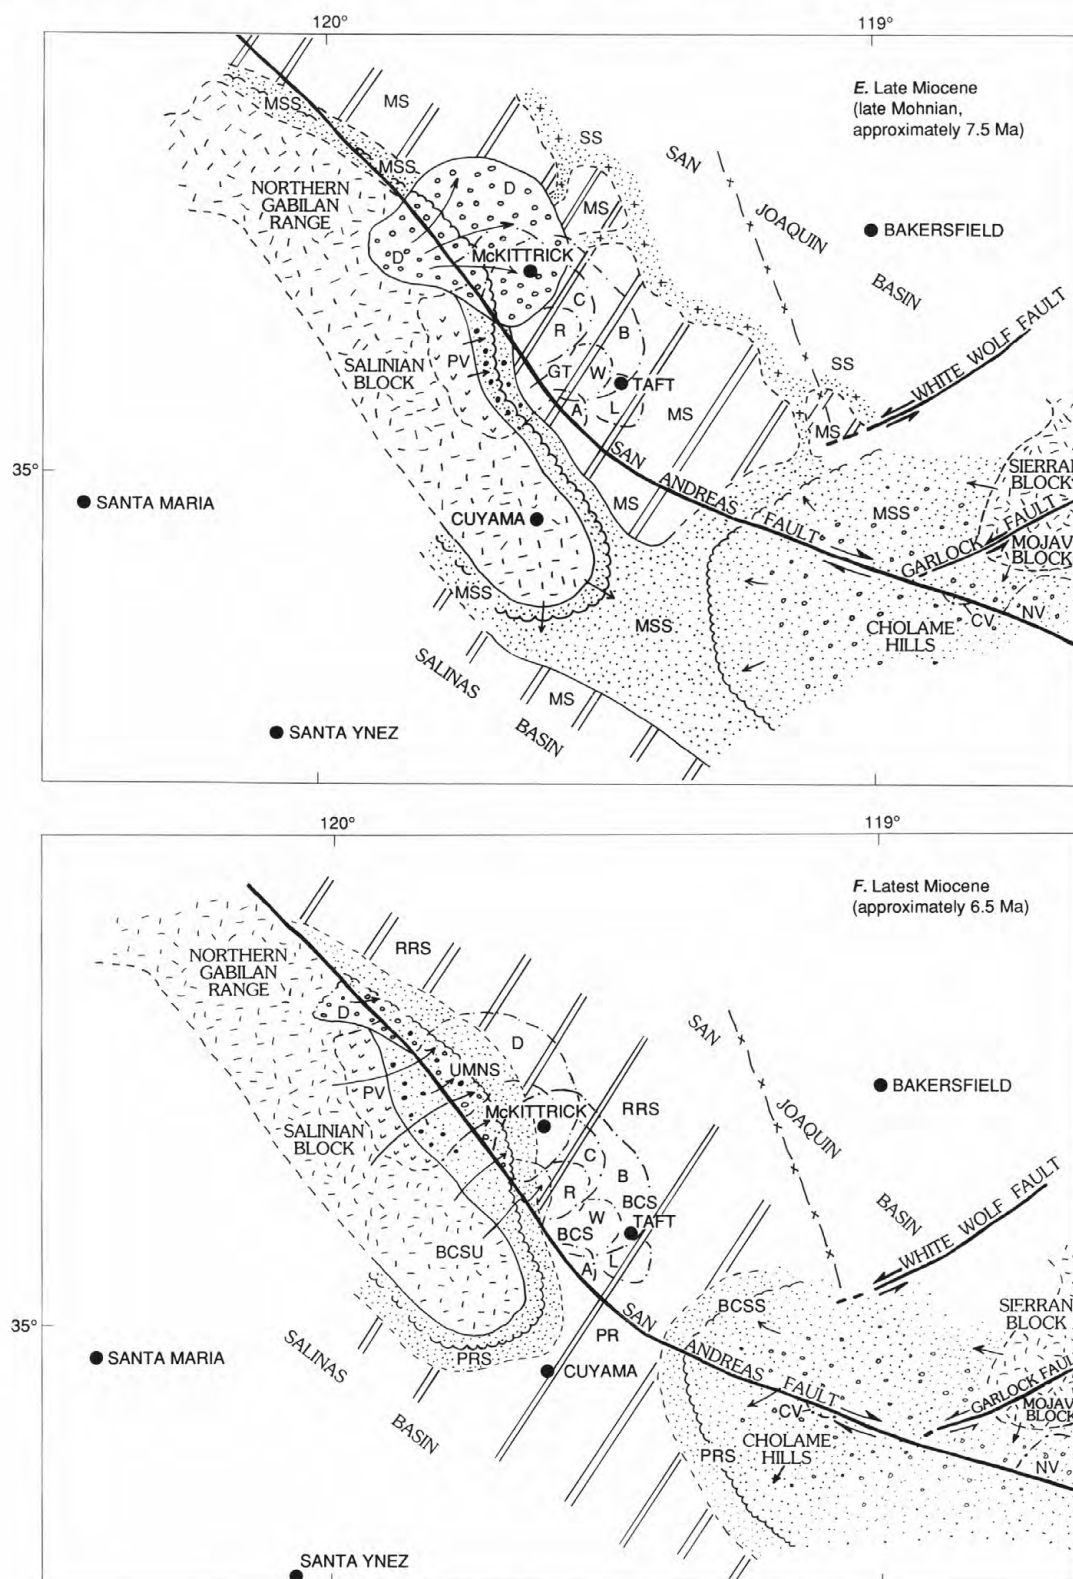 120°
119°
E. Late Miocene
(late Mohnian,
approximately 7.5 Ma)
MSS
MS
SS
SAN
JOAQUIN
BASIN
BAKERSFIELD
MSS
NORTHERN
GABILAN
RANGE
D
MS
D
McKITTRICK
C
R
B
WHITE WOLF FAULT
SALINIAN
BLOCK
PV
GT
W
TAFT
SS
A
L
MS
MS
35°
SAN ANDREAS FAULT
SANTA MARIA
CUYAMA
MS
MSS
SIERRAN
BLOCK
GARLOCK FAULT
MOJAV
BLOCK
MSS
MSS
CHOLAME
HILLS
CV
NV
SALINAS
BASIN
MS
SANTA YNEZ
120°
119°
F. Latest Miocene
(approximately 6.5 Ma)
NORTHERN
GABILAN
RANGE
RRS
D
D
SAN
JOAQUIN
BASIN
BAKERSFIELD
UMNS
PV
McKITTRICK
RRS
SALINIAN
BLOCK
C
B
R
BCS
W
TAFT
BCS
WHITE WOLF FAULT
BCSU
A
L
BCSS
SIERRAN
BLOCK
35°
SAN ANDREAS FAULT
PR
SANTA MARIA
SALINAS
BASIN
PRS
CUYAMA
GARLOCK FAUL
MOJAV
BLOCK
CV
CHOLAME
HILLS
PRS
NV
SANTA YNEZ